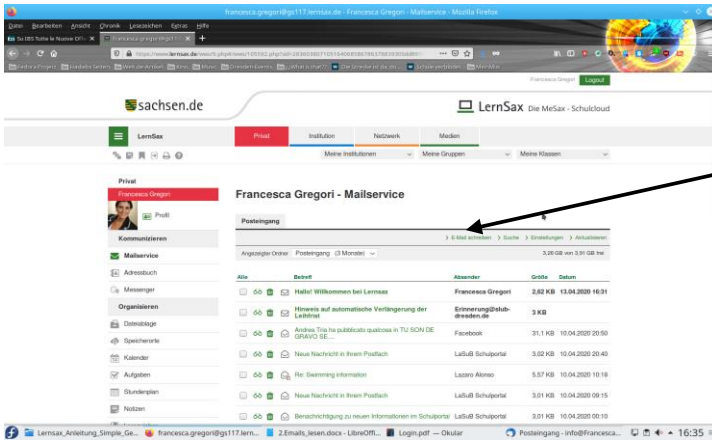 francesca.gregori@gs117.lernsax.de - Francesca Gregori - Mailservice - Mozilla Firefox
Datei Bearbeiten Ansicht Chronik Lesezeichen Extras Hilfe
Francesca Gregori Logout
sachsen.de
LernSax Die MeSax - Schulcloud
LernSax Privat Institution Netzwerk Medien
Meine Institutionen Meine Gruppen Meine Klassen
Privat
Francesca Gregori
Profil
Kommunizieren
Mailservice
Adressbuch
Messenger
Organisieren
Dateiablage
Speicherorte
Kalender
Aufgaben
Stundenplan
Notizen
Francesca Gregori - Mailservice
Posteingang
E-Mail schreiben Suche Einstellungen Aktualisieren
Angezeigter Ordner Posteingang (3 Monate) 3,20 GB von 3,91 GB frei
Alle Betreff Absender Größe Datum
Hallo! Willkommen bei Lernsax Francesca Gregori 2,62 KB 13.04.2020 16:31
Hinweis auf automatische Verlängerung der Leihfrist Erinnerung@slub-dresden.de 3 KB
Andrea Tria ha pubblicato qualcosa in TU SON DE GRAVO SE... Facebook 31,1 KB 10.04.2020 20:50
Neue Nachricht in Ihrem Postfach LaSuB Schulportal 3,02 KB 10.04.2020 20:40
Re: Swimming information Lazaro Alonso 5,57 KB 10.04.2020 10:18
Neue Nachricht in Ihrem Postfach LaSuB Schulportal 3,01 KB 10.04.2020 09:15
Benachrichtigung zu neuen Informationen im Schulportal LaSuB Schulportal 3,01 KB 10.04.2020 00:10
Lernsax_Anleitung_Simple_Ge... francesca.gregori@gs117.lern... 2.Emails_lesen.docx - LibreOffi... Login.pdf — Okular Posteingang - info@Francesca... 16:35